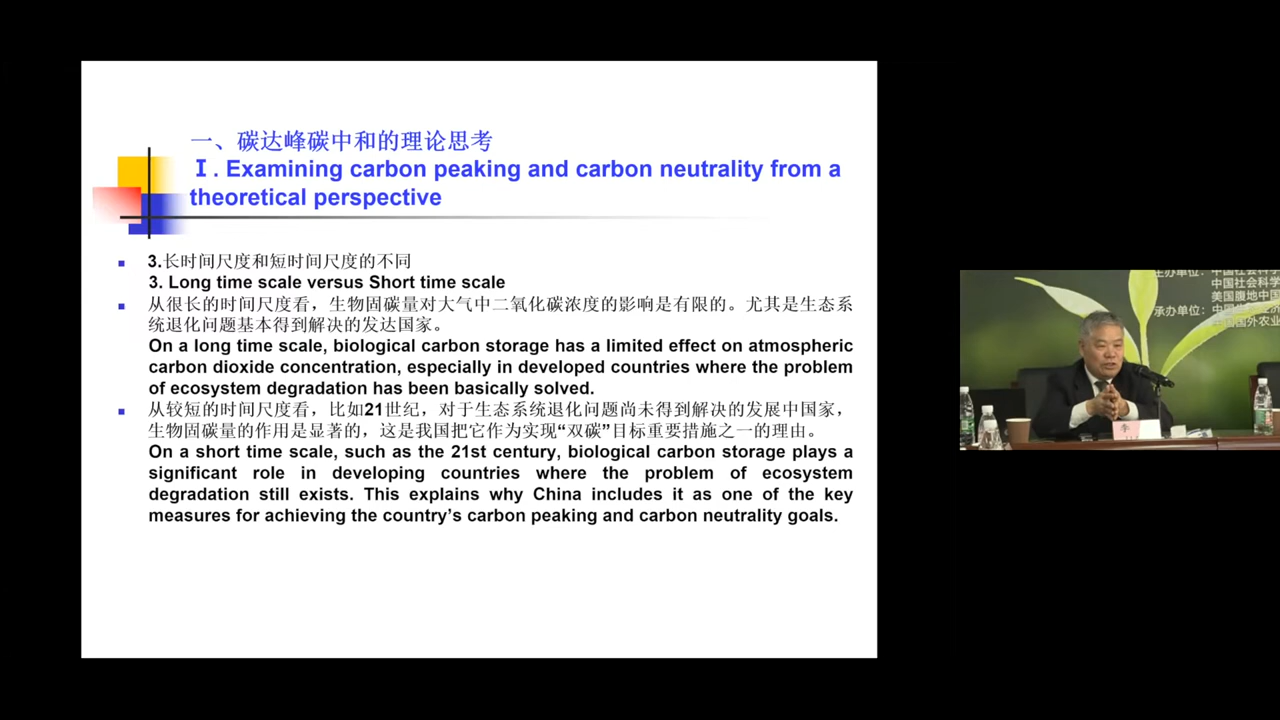 一、碳达峰碳中和的理论思考
Ⅰ. Examining carbon peaking and carbon neutrality from a
theoretical perspective
3.长时间尺度和短时间尺度的不同
3. Long time scale versus Short time scale
从很长的时间尺度看，生物固碳量对大气中二氧化碳浓度的影响是有限的。尤其是生态系
统退化问题基本得到解决的发达国家。
On a long time scale, biological carbon storage has a limited effect on atmospheric
carbon dioxide concentration, especially in developed countries where the problem
of ecosystem degradation has been basically solved.
从较短的时间尺度看，比如21世纪，对于生态系统退化问题尚未得到解决的发展中国家，
生物固碳量的作用是显著的，这是我国把它作为实现“双碳”目标重要措施之一的理由。
On a short time scale, such as the 21st century, biological carbon storage plays a
significant role in developing countries where the problem of ecosystem
degradation still exists. This explains why China includes it as one of the key
measures for achieving the country’s carbon peaking and carbon neutrality goals.
主办单位：中国社会科学
中国社会科学
美国腹地中国
承办单位：中国生态经济
中国国外农业
李